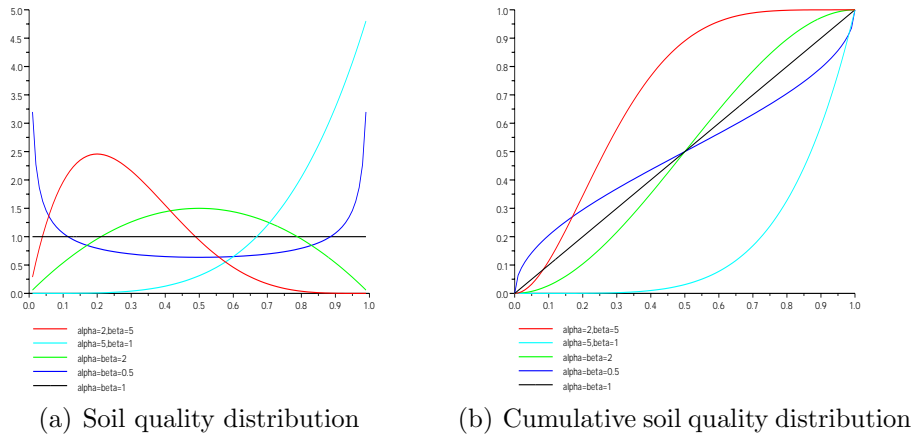 5.0
4.5
4.0
3.5
3.0
2.5
2.0
1.5
1.0
0.5
0.0
0.0 0.1 0.2 0.3 0.4 0.5 0.6 0.7 0.8 0.9 1.0
alpha=2,beta=5
alpha=5,beta=1
alpha=beta=2
alpha=beta=0.5
alpha=beta=1
(a) Soil quality distribution
1.0
0.9
0.8
0.7
0.6
0.5
0.4
0.3
0.2
0.1
0.0
0.0 0.1 0.2 0.3 0.4 0.5 0.6 0.7 0.8 0.9 1.0
alpha=2,beta=5
alpha=5,beta=1
alpha=beta=2
alpha=beta=0.5
alpha=beta=1
(b) Cumulative soil quality distribution